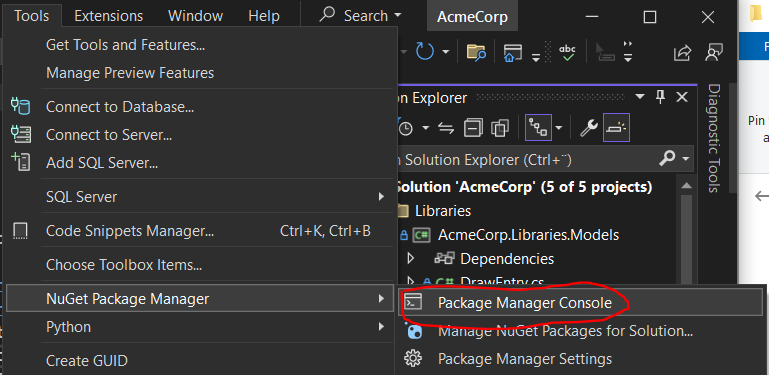 Tools Extensions Window Help Search AcmeCorp
Get Tools and Features...
Manage Preview Features
Connect to Database...
Connect to Server...
Add SQL Server...
SQL Server
Code Snippets Manager... Ctrl+K, Ctrl+B
Choose Toolbox Items...
NuGet Package Manager
Python
Create GUID
abc
on Explorer
n Solution Explorer (Ctrl+¨)
Solution 'AcmeCorp' (5 of 5 projects)
Libraries
C# AcmeCorp.Libraries.Models
Dependencies
C# DrawEntry.cs
Package Manager Console
Manage NuGet Packages for Solution...
Package Manager Settings
Diagnostic Tools
F
Pin
a